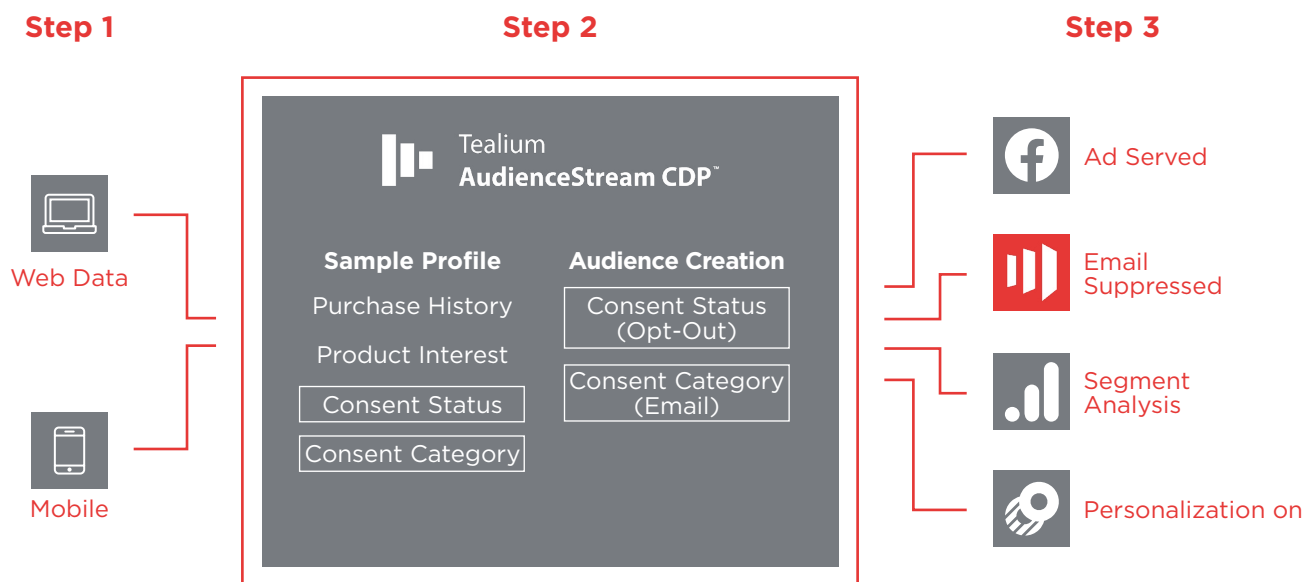 Step 1
Step 2
Step 3
Web Data
Mobile
Tealium
AudienceStream CDP™
Sample Profile
Purchase History
Product Interest
Consent Status
Consent Category
Audience Creation
Consent Status
(Opt-Out)
Consent Category
(Email)
Ad Served
Email
Suppressed
Segment
Analysis
Personalization on